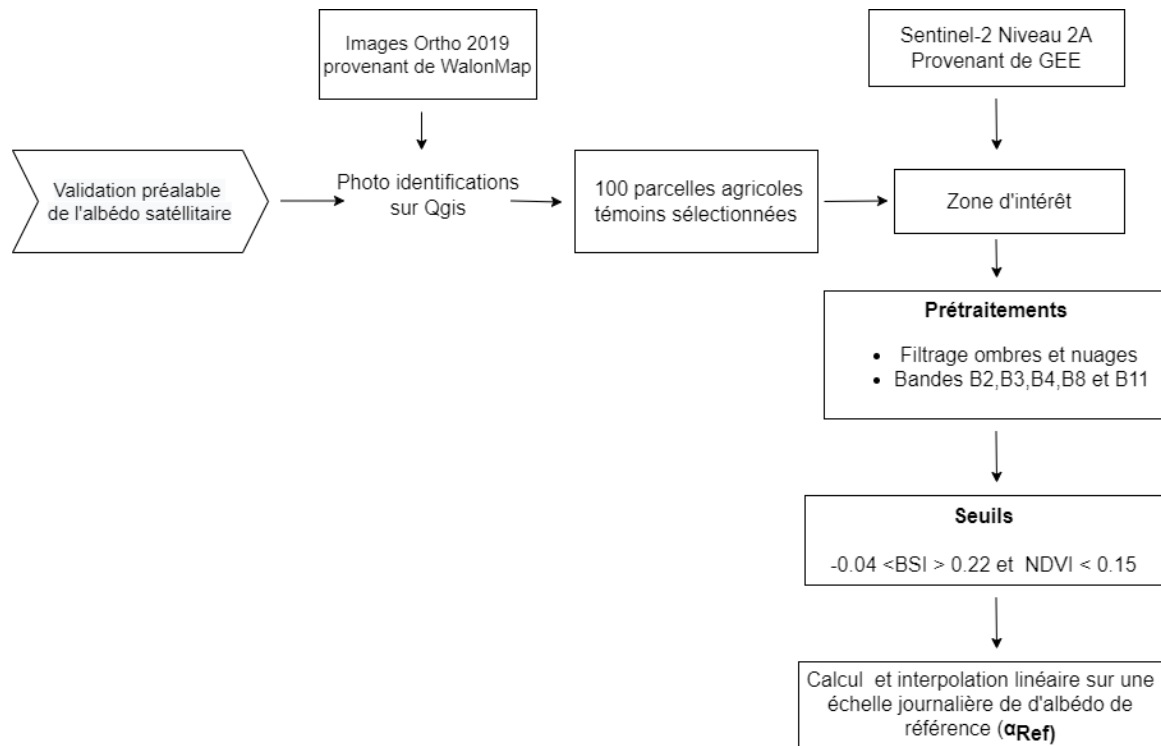 Images Ortho 2019
provenant de WalonMap
Sentinel-2 Niveau 2A
Provenant de GEE
Validation préalable
de l'albédo satéllitaire
Photo identifications
sur Qgis
100 parcelles agricoles
témoins sélectionnées
Zone d'intérêt
Prétraitements
• Filtrage ombres et nuages
• Bandes B2,B3,B4,B8 et B11
Seuils
-0.04 <BSI > 0.22 et NDVI < 0.15
Calcul et interpolation linéaire sur une
échelle journalière de d'albédo de
référence (αRef)